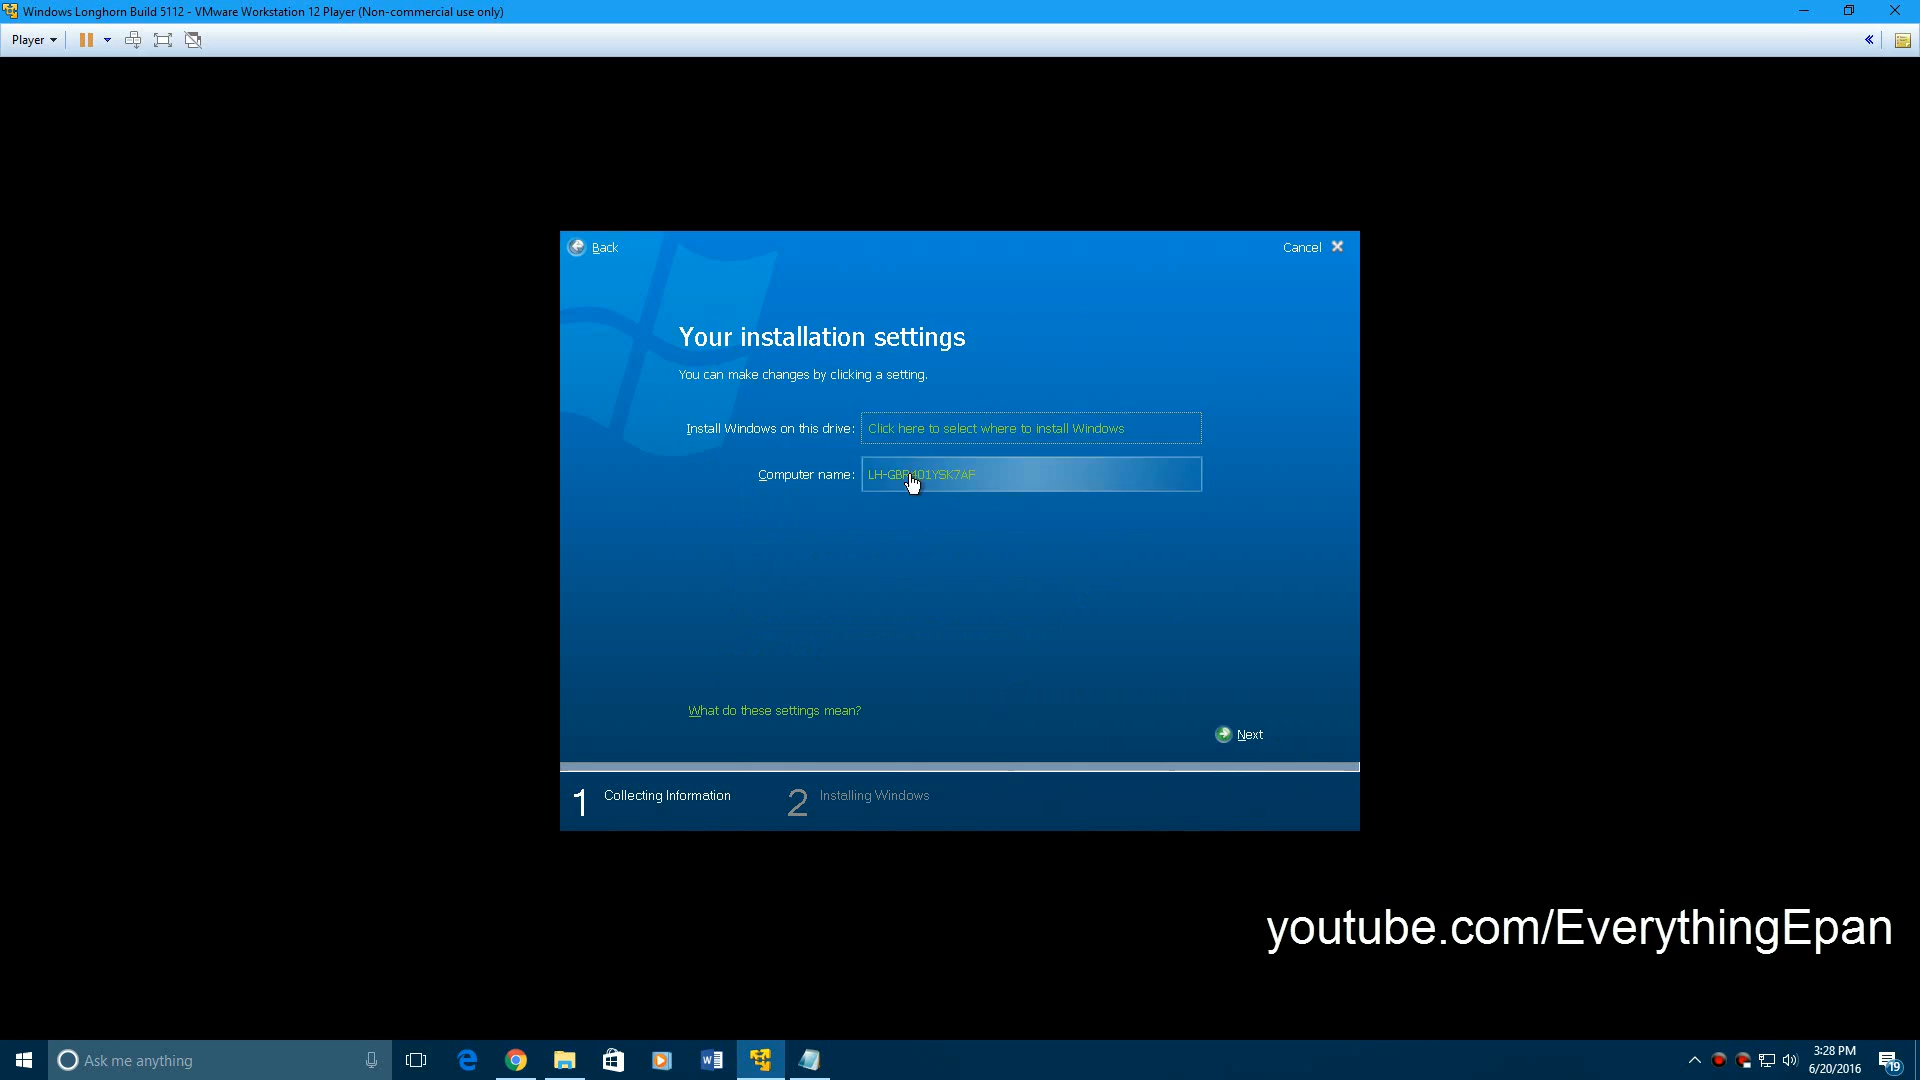 Windows Longhorn Build 5112 - VMware Workstation 12 Player (Non-commercial use only)
Player
Back
Cancel
Your installation settings
You can make changes by clicking a setting.
Install Windows on this drive: Click here to select where to install Windows
Computer name:
What do these settings mean?
Next
1 Collecting Information 2 Installing Windows
youtube.com/EverythingEpan
Ask me anything
3:28 PM
6/20/2016
19